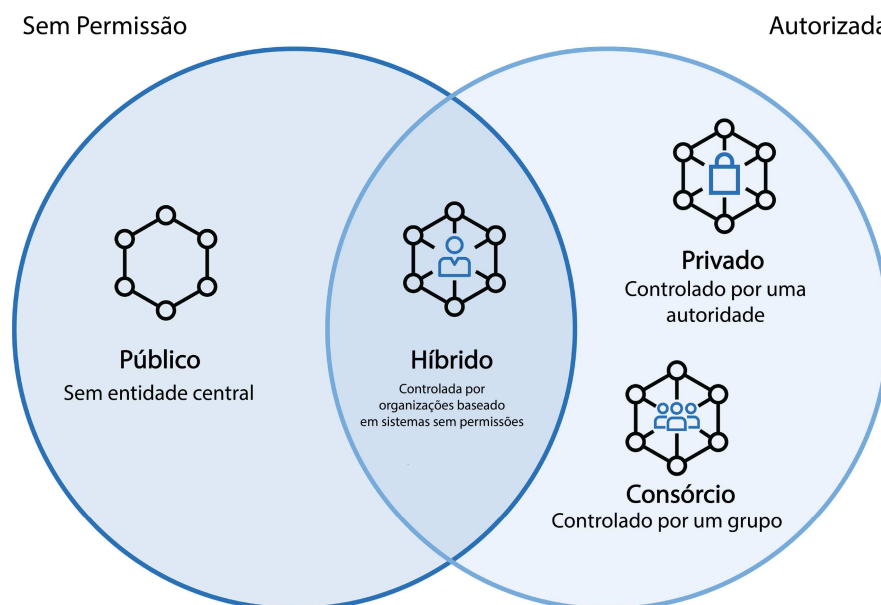 Sem Permissão
Autorizada
Público
Sem entidade central
Híbrido
Controlada por
organizações baseado
em sistemas sem permissões
Privado
Controlado por uma
autoridade
Consórcio
Controlado por um grupo